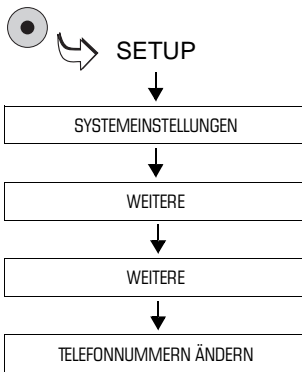 SETUP
SYSTEMEINSTELLUNGEN
WEITERE
WEITERE
TELEFONNUMMERN ÄNDERN